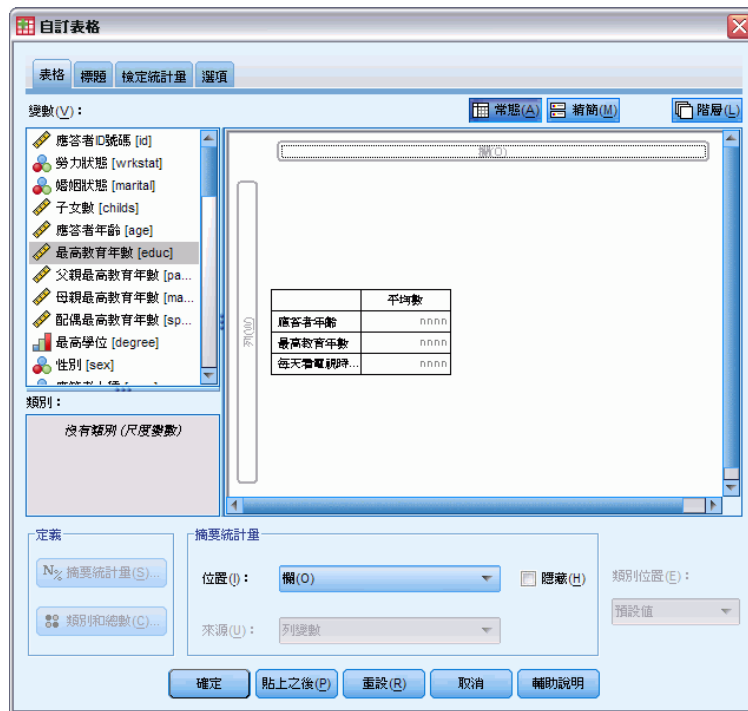 自訂表格
表格 標題 檢定統計量 選項
變數(V):
常態(A) 精簡(M) 階層(L)
應答者ID號碼 [id]
勞力狀態 [wrkstat]
婚姻狀態 [marital]
子女數 [childs]
應答者年齡 [age]
最高教育年數 [educ]
父親最高教育年數 [pa...
母親最高教育年數 [ma...
配偶最高教育年數 [sp...
最高學位 [degree]
性別 [sex]
欄(O)
平均數
應答者年齡 nnnn
最高教育年數 nnnn
每天看電視時... nnnn
類別:
沒有類別 (尺度變數)
定義
N% 摘要統計量(S)...
類別和總數(C)...
摘要統計量
位置(I): 欄(O) 隱藏(H)
來源(U): 列變數
類別位置(E):
預設值
確定 貼上之後(P) 重設(R) 取消 輔助說明